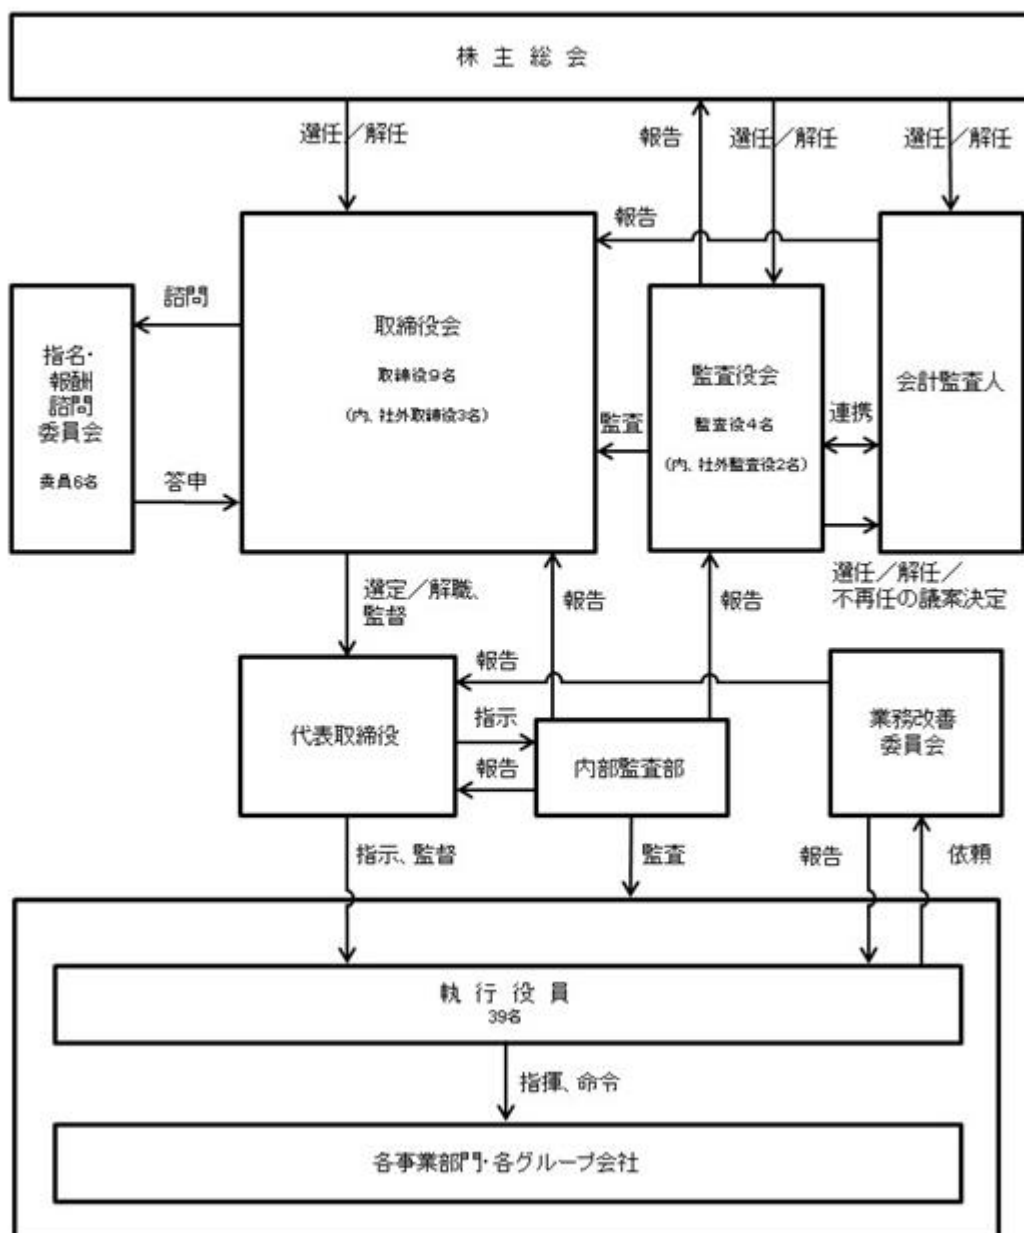 株主総会
選任／解任
報告
選任／解任
選任／解任
報告
諮問
取締役会
取締役9名
(内、社外取締役3名)
指名・
報酬
諮問
委員会
委員6名
答申
監査
監査役会
監査役4名
(内、社外監査役2名)
連携
会計監査人
選任／解任／
不再任の議案決定
選定／解職、
監督
報告
報告
報告
代表取締役
指示
報告
内部監査部
業務改善
委員会
指示、監督
監査
報告
依頼
執行役員
39名
指揮、命令
各事業部門・各グループ会社